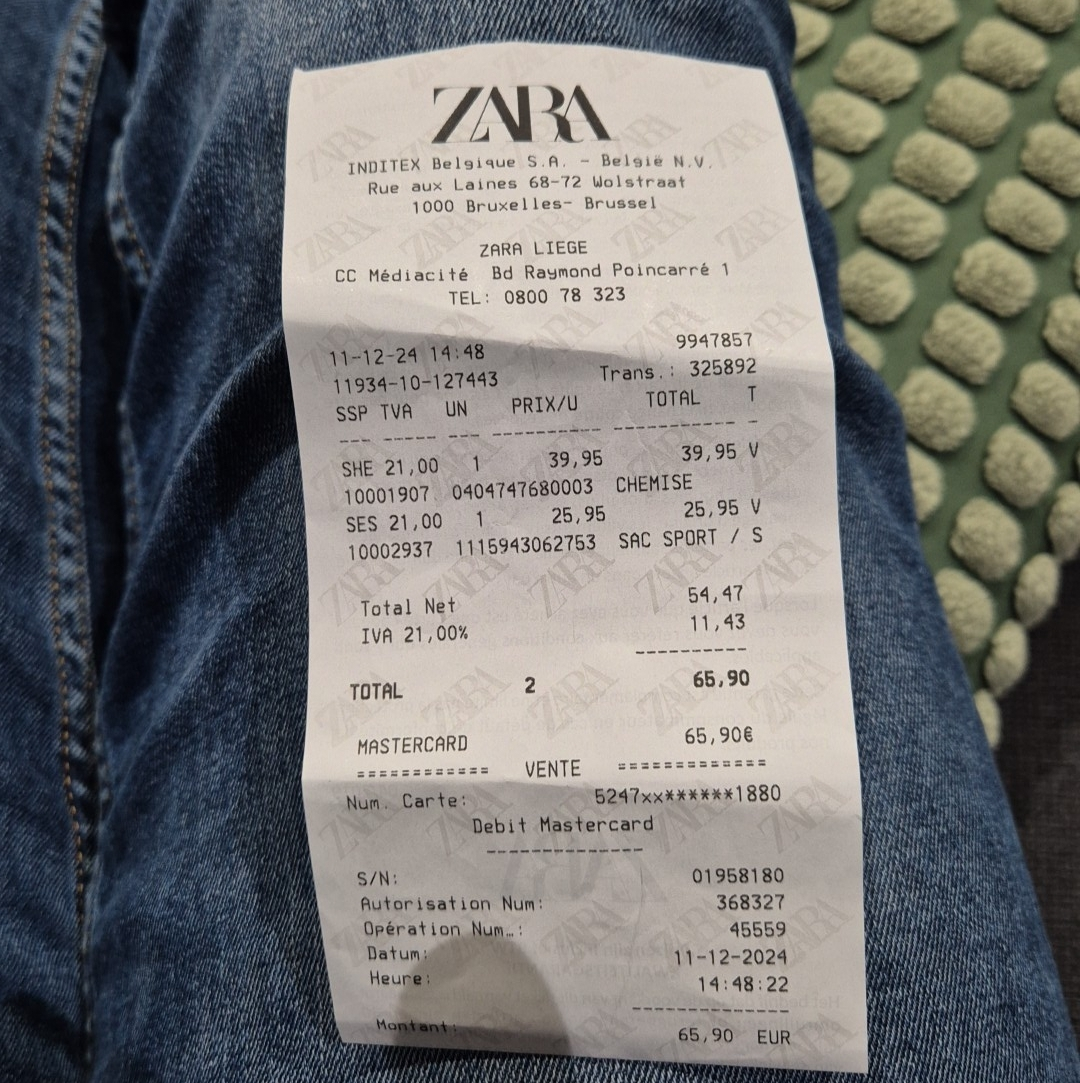 ZARA
INDITEX Belgique S.A. - België N.V.
Rue aux Laines 68-72 Wolstraat
1000 Bruxelles- Brussel
ZARA LIEGE
CC Médiacité Bd Raymond Poincarré 1
TEL: 0800 78 323
11-12-24 14:48 9947857
11934-10-127443 Trans.: 325892
SSP TVA UN PRIX/U TOTAL T
--- ----- --- ---------- ------------ -
SHE 21,00 1 39,95 39,95 V
10001907 0404747680003 CHEMISE
SES 21,00 1 25,95 25,95 V
10002937 1115943062753 SAC SPORT / S
Total Net 54,47
IVA 21,00% 11,43
----------
TOTAL 2 65,90
MASTERCARD 65,90€
============ VENTE =============
Num. Carte: 5247xx******1880
Debit Mastercard
--------------
S/N: 01958180
Autorisation Num: 368327
Opération Num…: 45559
Datum: 11-12-2024
Heure: 14:48:22
--------------
Montant: 65,90 EUR